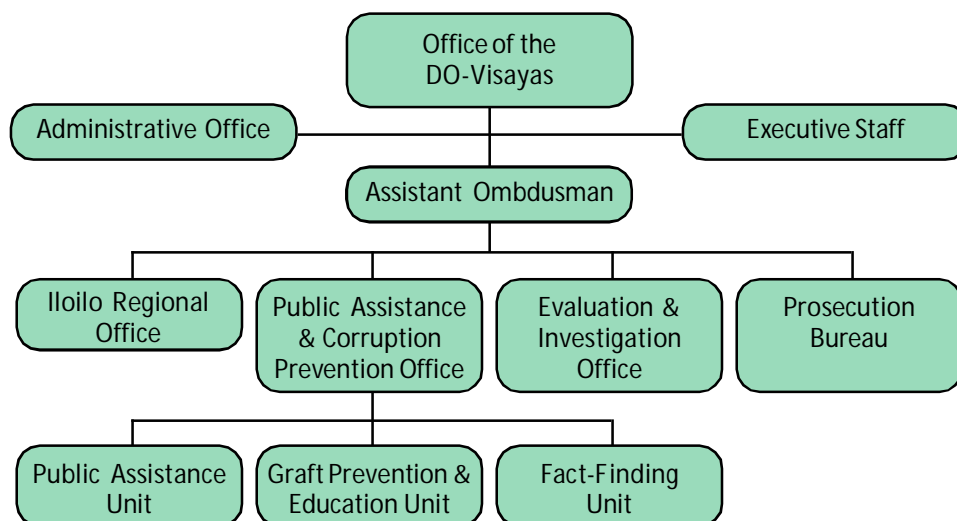 Office of the
DO-Visayas
Administrative Office
Executive Staff
Assistant Ombdusman
Iloilo Regional
Office
Public Assistance
& Corruption
Prevention Office
Evaluation &
Investigation
Office
Prosecution
Bureau
Public Assistance
Unit
Graft Prevention &
Education Unit
Fact-Finding
Unit